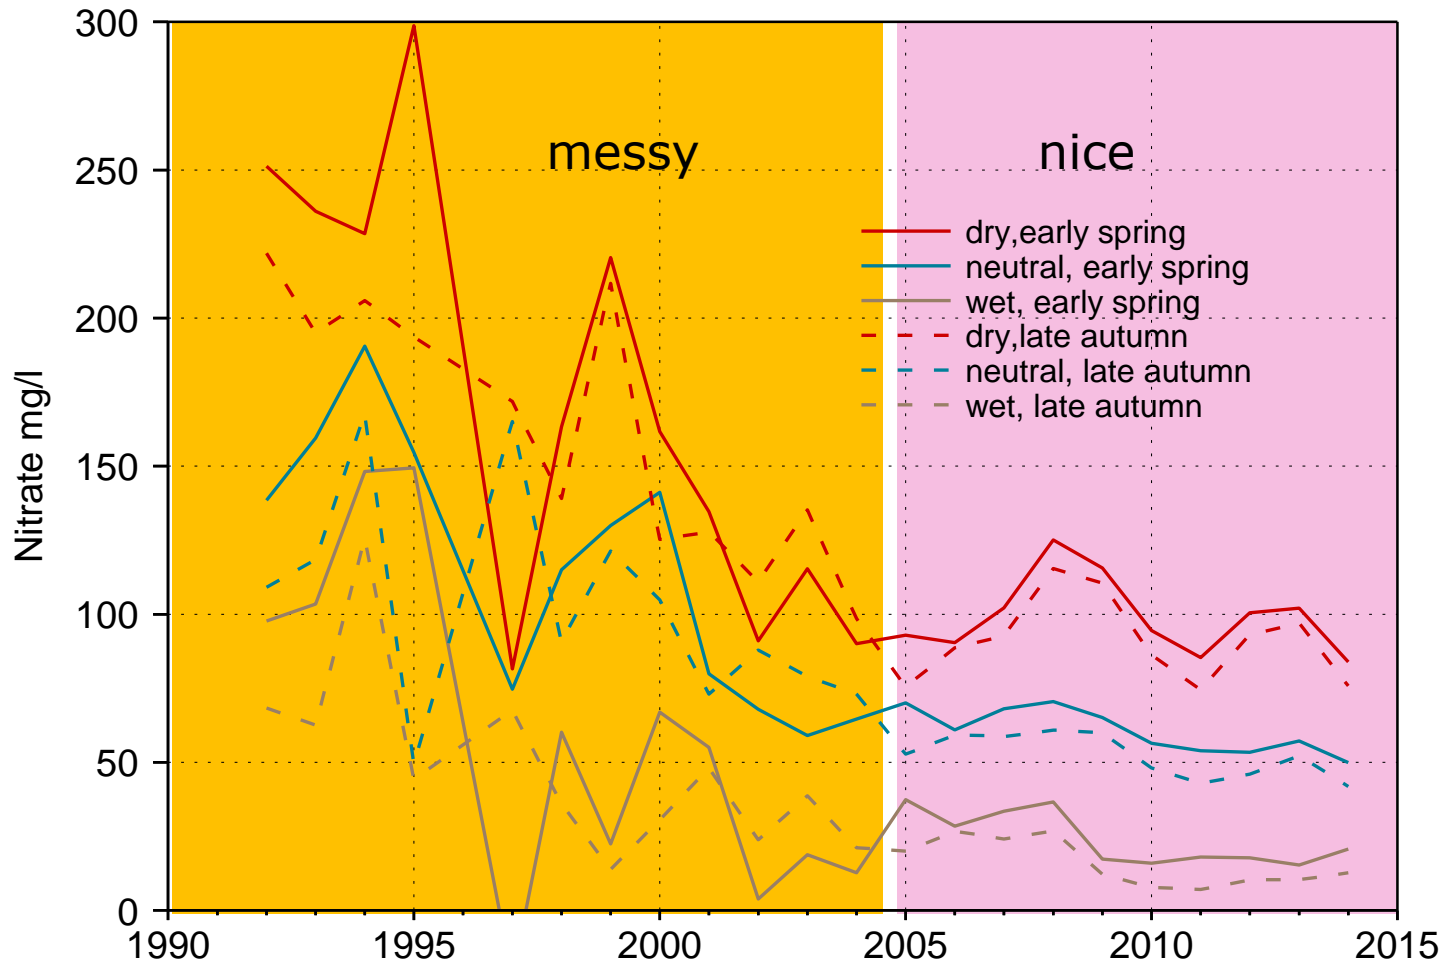 300
250
200
150
100
50
0
Nitrate mg/l
messy
nice
dry,early spring
neutral, early spring
wet, early spring
dry,late autumn
neutral, late autumn
wet, late autumn
1990 1995 2000 2005 2010 2015